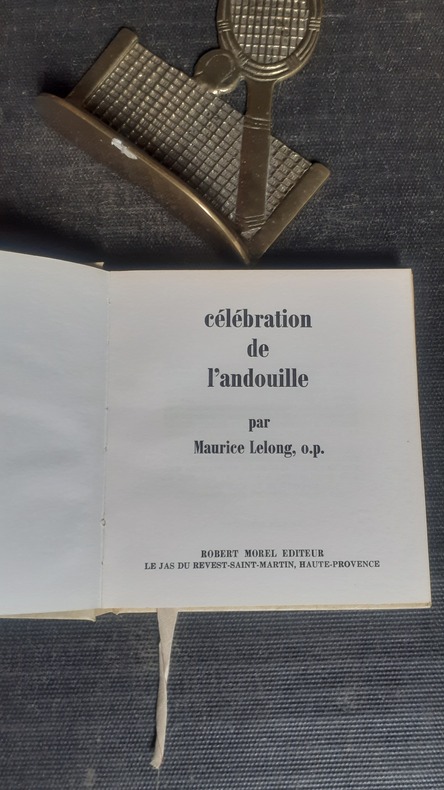 célébration
de
l'andouille
par
Maurice Lelong, o.p.
ROBERT MOREL EDITEUR
LE JAS DU REVEST-SAINT-MARTIN, HAUTE-PROVENCE